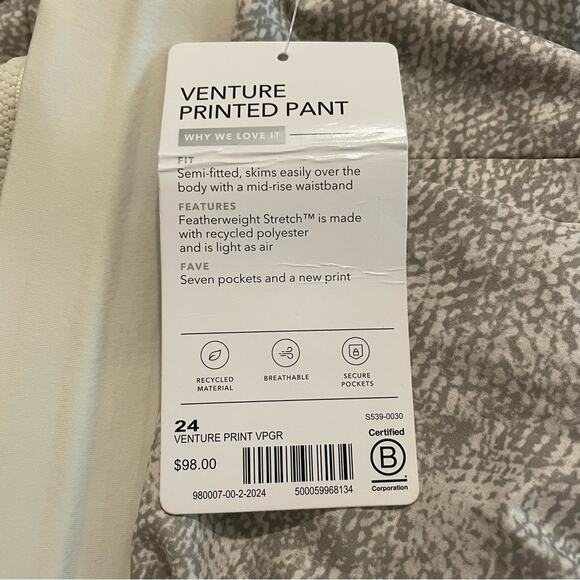 VENTURE
PRINTED PANT
WHY WE LOVE IT
FIT
Semi-fitted, skims easily over the
body with a mid-rise waistband
FEATURES
Featherweight Stretch™ is made
with recycled polyester
and is light as air
FAVE
Seven pockets and a new print
RECYCLED
MATERIAL
BREATHABLE
SECURE
POCKETS
S539-0030
24
VENTURE PRINT VPGR
$98.00
980007-00-2-2024
500059968134
Certified
B
Corporation